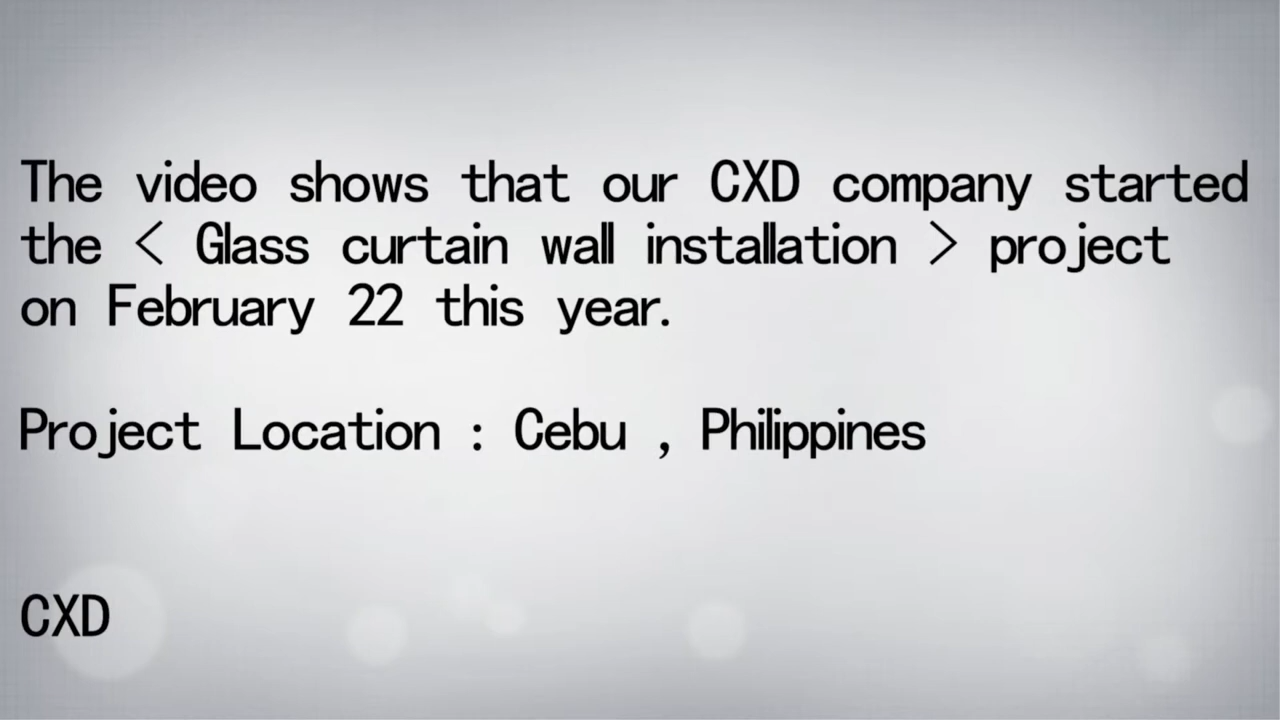 The video shows that our CXD company started
the < Glass curtain wall installation > project
on February 22 this year.
Project Location : Cebu , Philippines
CXD